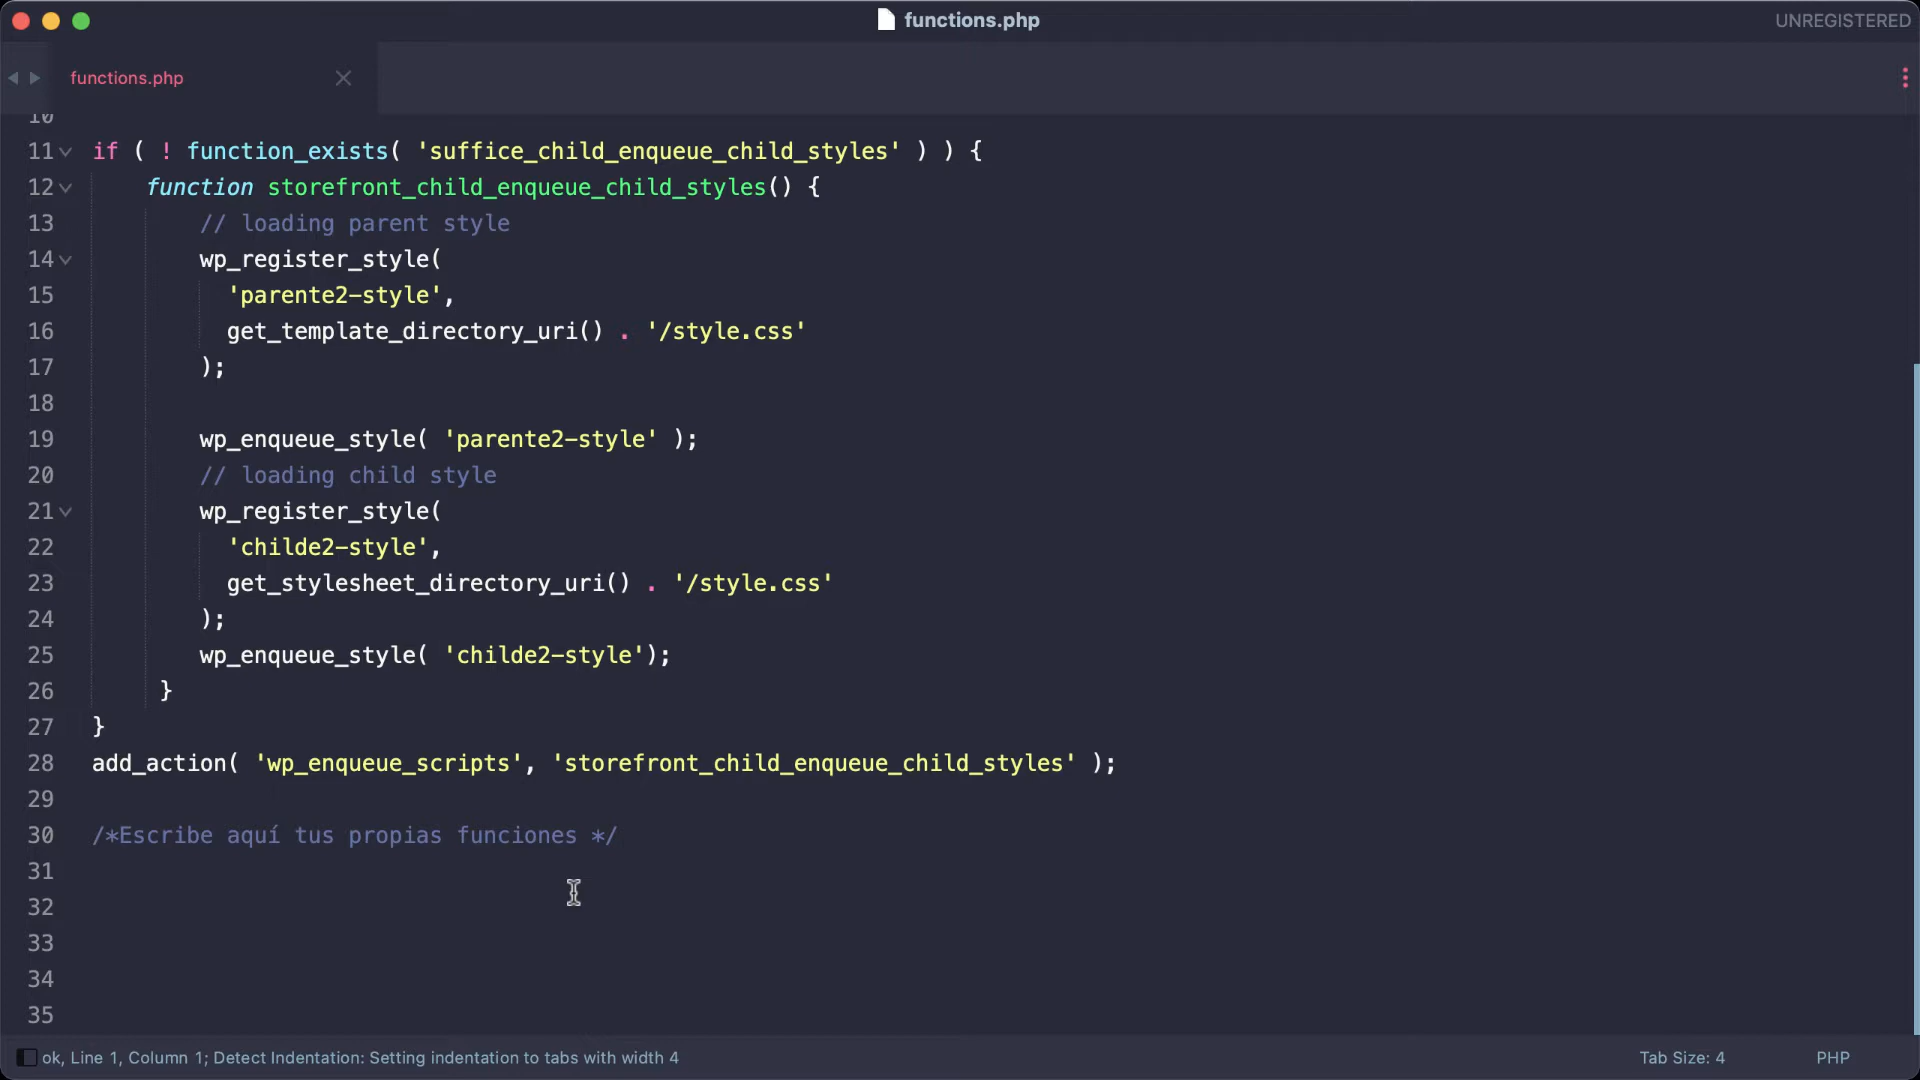 functions.php
UNREGISTERED
functions.php
10
11 if ( ! function_exists( 'suffice_child_enqueue_child_styles' ) ) {
12 function storefront_child_enqueue_child_styles() {
13 // loading parent style
14 wp_register_style(
15 'parente2-style',
16 get_template_directory_uri() . '/style.css'
17 );
18
19 wp_enqueue_style( 'parente2-style' );
20 // loading child style
21 wp_register_style(
22 'childe2-style',
23 get_stylesheet_directory_uri() . '/style.css'
24 );
25 wp_enqueue_style( 'childe2-style');
26 }
27 }
28 add_action( 'wp_enqueue_scripts', 'storefront_child_enqueue_child_styles' );
29
30 /*Escribe aquí tus propias funciones */
31
32
33
34
35
ok, Line 1, Column 1; Detect Indentation: Setting indentation to tabs with width 4
Tab Size: 4
PHP